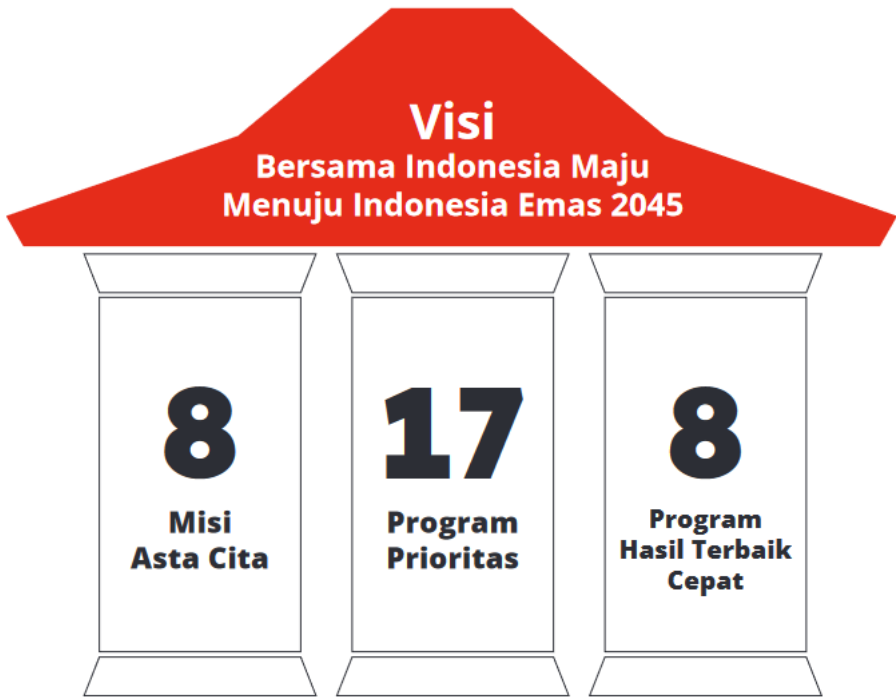 Visi
Bersama Indonesia Maju
Menuju Indonesia Emas 2045
8
Misi
Asta Cita
17
Program
Prioritas
8
Program
Hasil Terbaik
Cepat